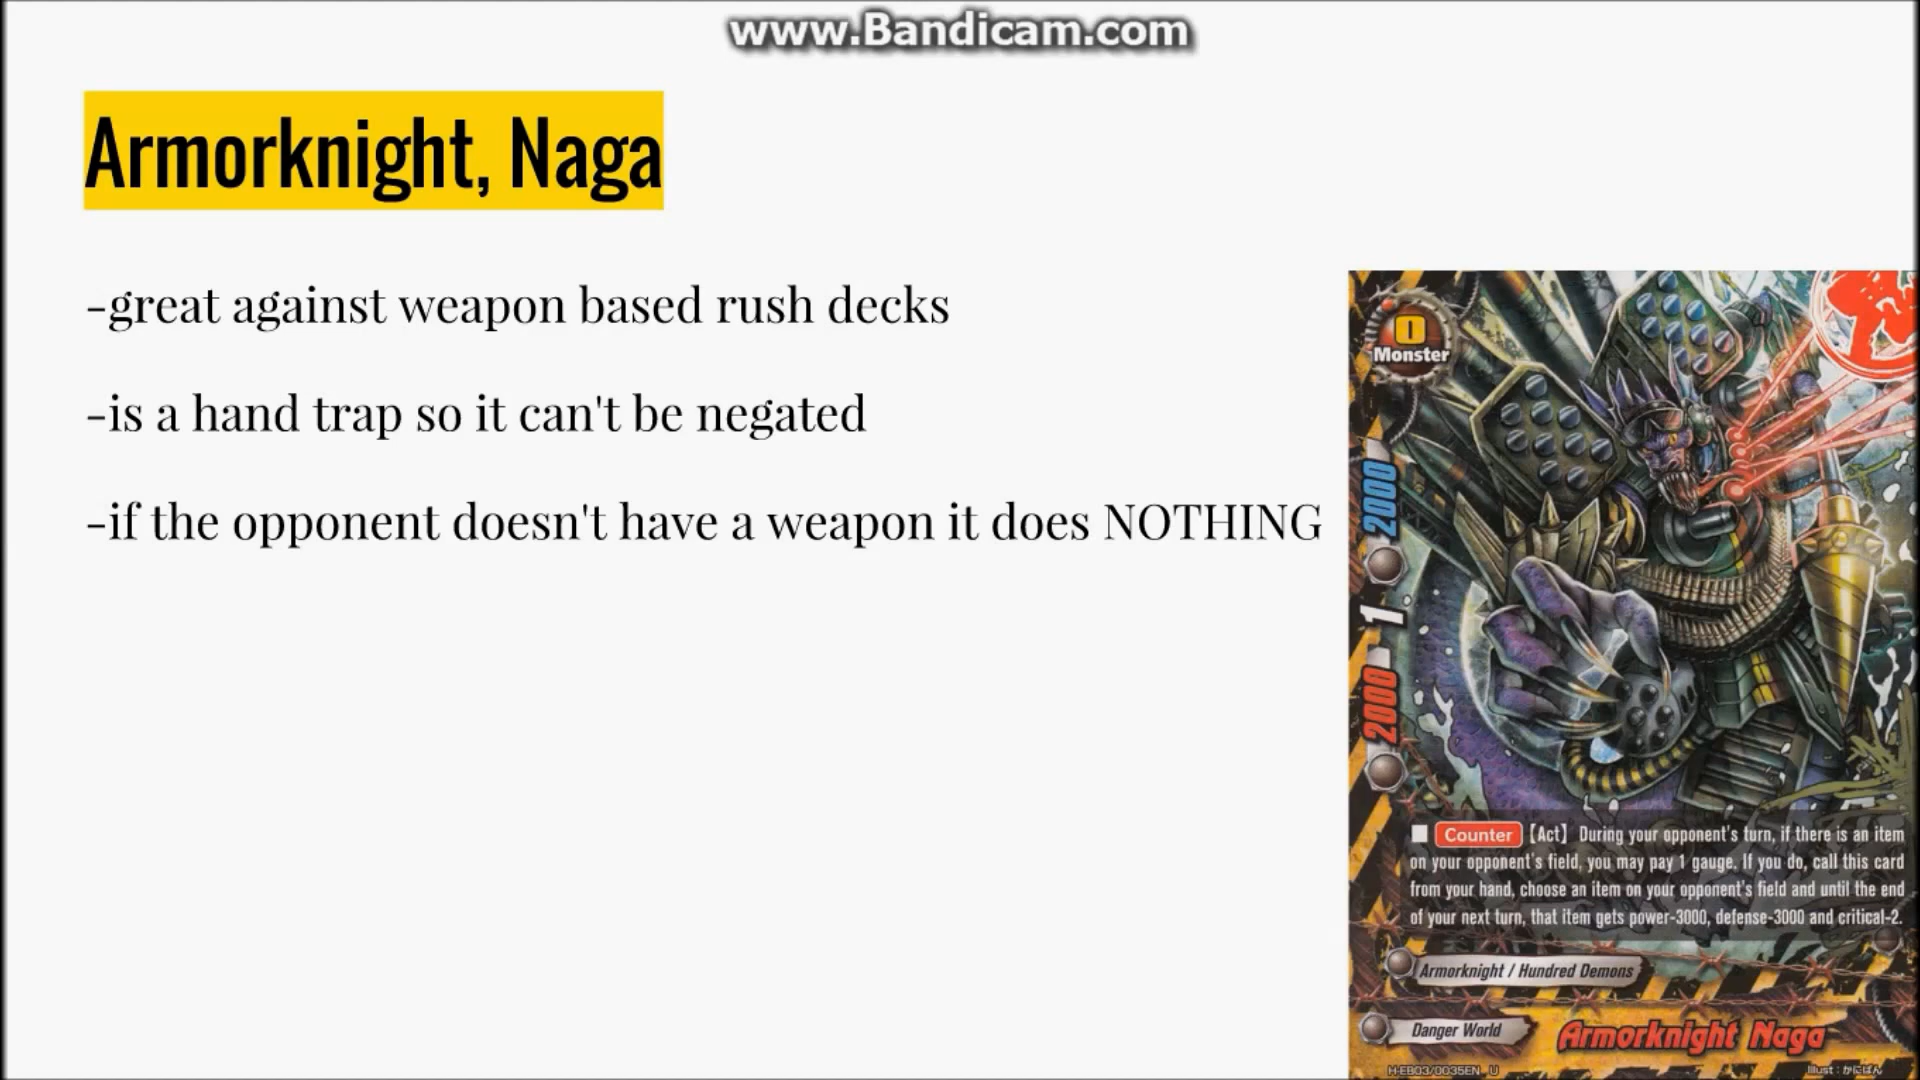 www.Bandicam.com
Armorknight, Naga
-great against weapon based rush decks
-is a hand trap so it can't be negated
-if the opponent doesn't have a weapon it does NOTHING
0
Monster
2000
1
2000
■ Counter 【Act】 During your opponent's turn, if there is an item
on your opponent's field, you may pay 1 gauge. If you do, call this card
from your hand, choose an item on your opponent's field and until the end
of your next turn, that item gets power-3000, defense-3000 and critical-2.
Armorknight / Hundred Demons
Danger World
Armorknight Naga
H-EB03/0035EN U
Illust : かにばん